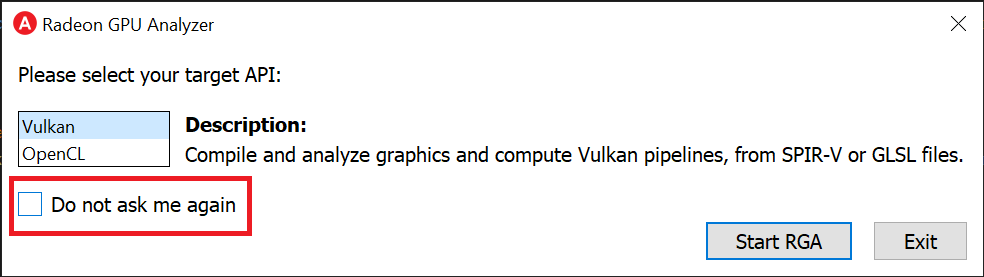 Radeon GPU Analyzer
Please select your target API:
Vulkan
OpenCL
Description:
Compile and analyze graphics and compute Vulkan pipelines, from SPIR-V or GLSL files.
Do not ask me again
Start RGA
Exit